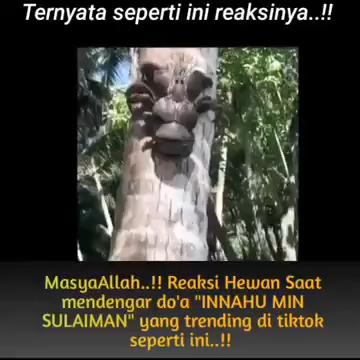 Ternyata seperti ini reaksinya..!!
MasyaAllah..!! Reaksi Hewan Saat
mendengar do'a "INNAHU MIN
SULAIMAN" yang trending di tiktok
seperti ini..!!